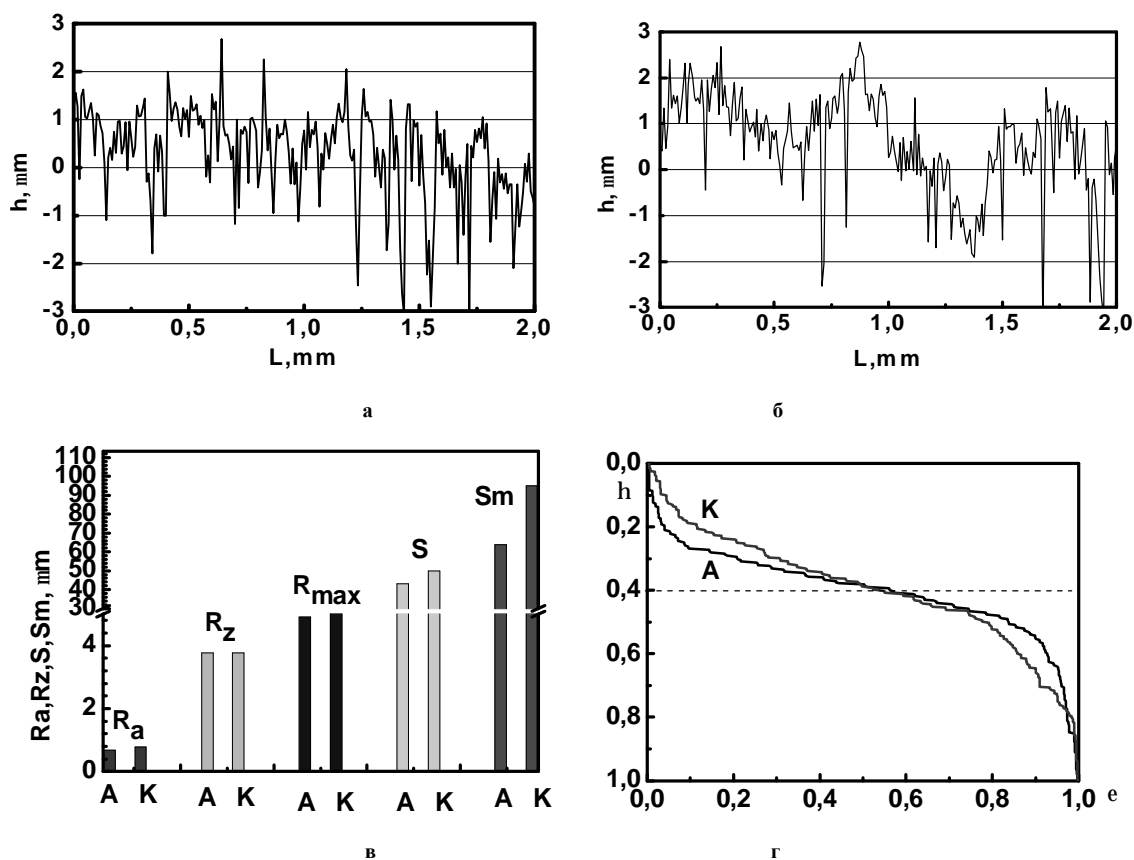 3
2
1
0
-1
-2
-3
h, mm
0,0 0,5 1,0 1,5 2,0
L,mm
а
3
2
1
0
-1
-2
-3
h, mm
0,0 0,5 1,0 1,5 2,0
L,mm
б
110
100
90
80
70
60
50
40
30
4
2
0
Ra,Rz,S,Sm, mm
Ra
Rz
Rmax
S
Sm
A K A K A K A K A K
в
0,0
h
0,2
0,4
0,6
0,8
1,0
K
A
0,0 0,2 0,4 0,6 0,8 1,0 e
г